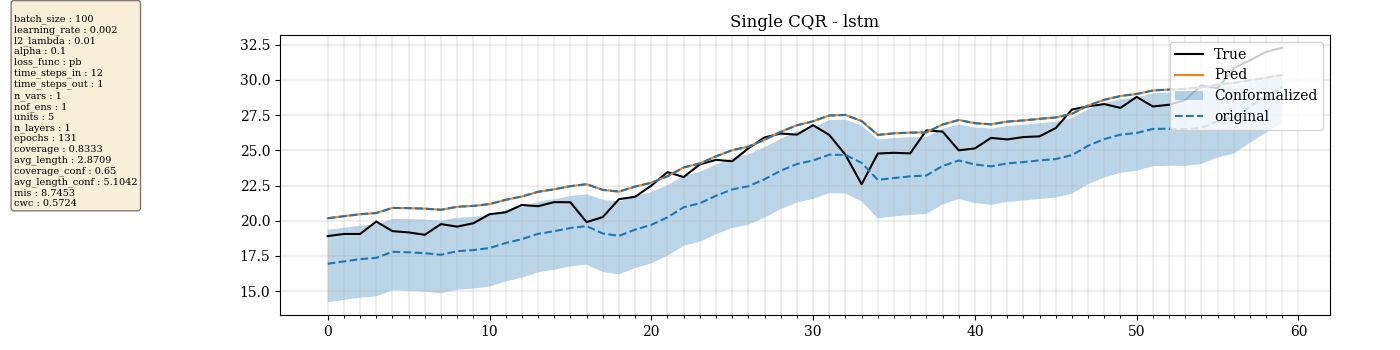 batch_size : 100
learning_rate : 0.002
l2_lambda : 0.01
alpha : 0.1
loss_func : pb
time_steps_in : 12
time_steps_out : 1
n_vars : 1
nof_ens : 1
units : 5
n_layers : 1
epochs : 131
coverage : 0.8333
avg_length : 2.8709
coverage_conf : 0.65
avg_length_conf : 5.1042
mis : 8.7453
cwc : 0.5724
Single CQR - lstm
32.5
30.0
27.5
25.0
22.5
20.0
17.5
15.0
True
Pred
Conformalized
original
0 10 20 30 40 50 60